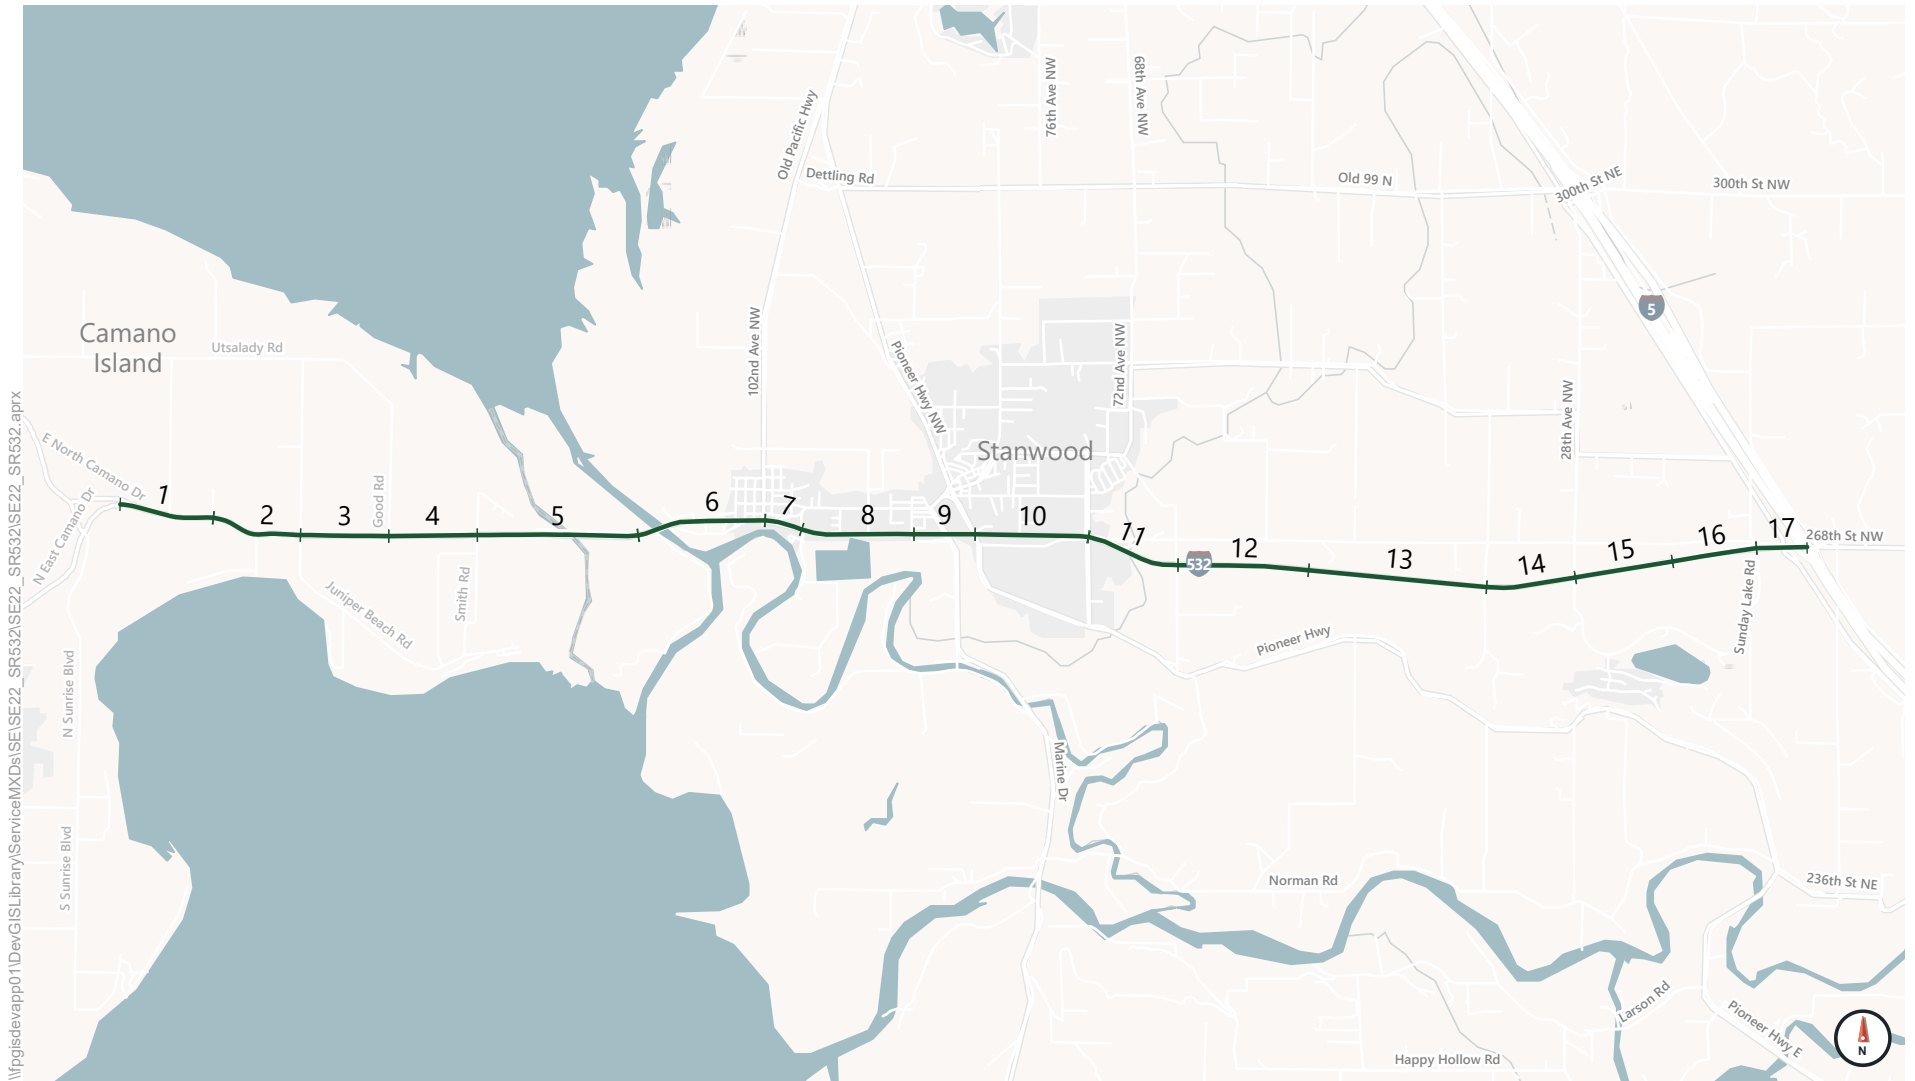 76th Ave NW
68th Ave NW
Old Pacific Hwy
Dettling Rd
Old 99 N
300th St NE
300th St NW
5
Camano
Island
Utsalady Rd
102nd Ave NW
Pioneer Hwy NW
72nd Ave NW
28th Ave NW
Stanwood
E North Camano Dr
N East Camano Dr
Good Rd
1
2
3
4
5
6
7
8
9
10
11
532
12
13
14
15
16
17
268th St NW
Juniper Beach Rd
Smith Rd
Sunday Lake Rd
Pioneer Hwy
N Sunrise Blvd
Marine Dr
S Sunrise Blvd
Norman Rd
236th St NE
Larson Rd
Pioneer Hwy E
Happy Hollow Rd
N
\\fpgisdevapp01\DevGISLibrary\ServiceMXDs\SE\SE22_SR532\SE22_SR532\SE22_SR532.aprx